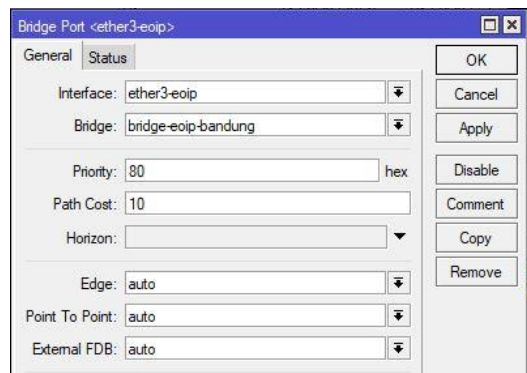 Bridge Port <ether3-eoip>
General Status
Interface: ether3-eoip
Bridge: bridge-eoip-bandung
Priority: 80 hex
Path Cost: 10
Horizon:
Edge: auto
Point To Point: auto
External FDB: auto
OK
Cancel
Apply
Disable
Comment
Copy
Remove